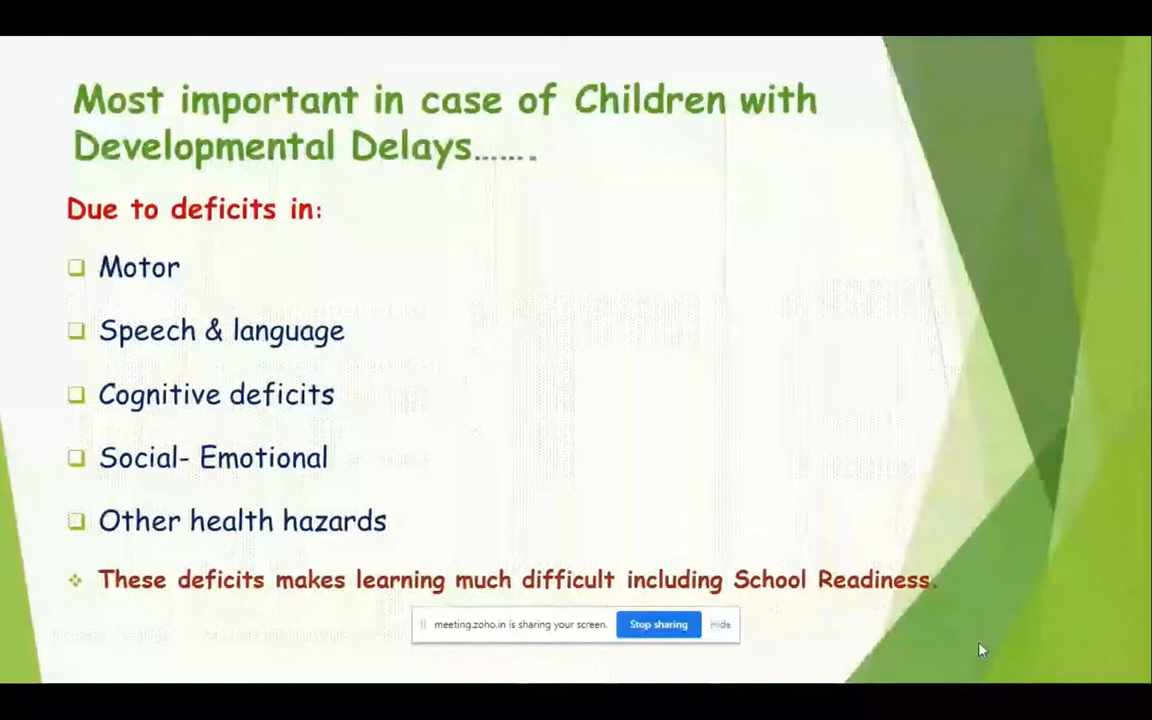 Most important in case of Children with
Developmental Delays.......
Due to deficits in:
Motor
Speech & language
Cognitive deficits
Social- Emotional
Other health hazards
These deficits makes learning much difficult including School Readiness.
meeting.zoho.in is sharing your screen. Stop sharing Hide